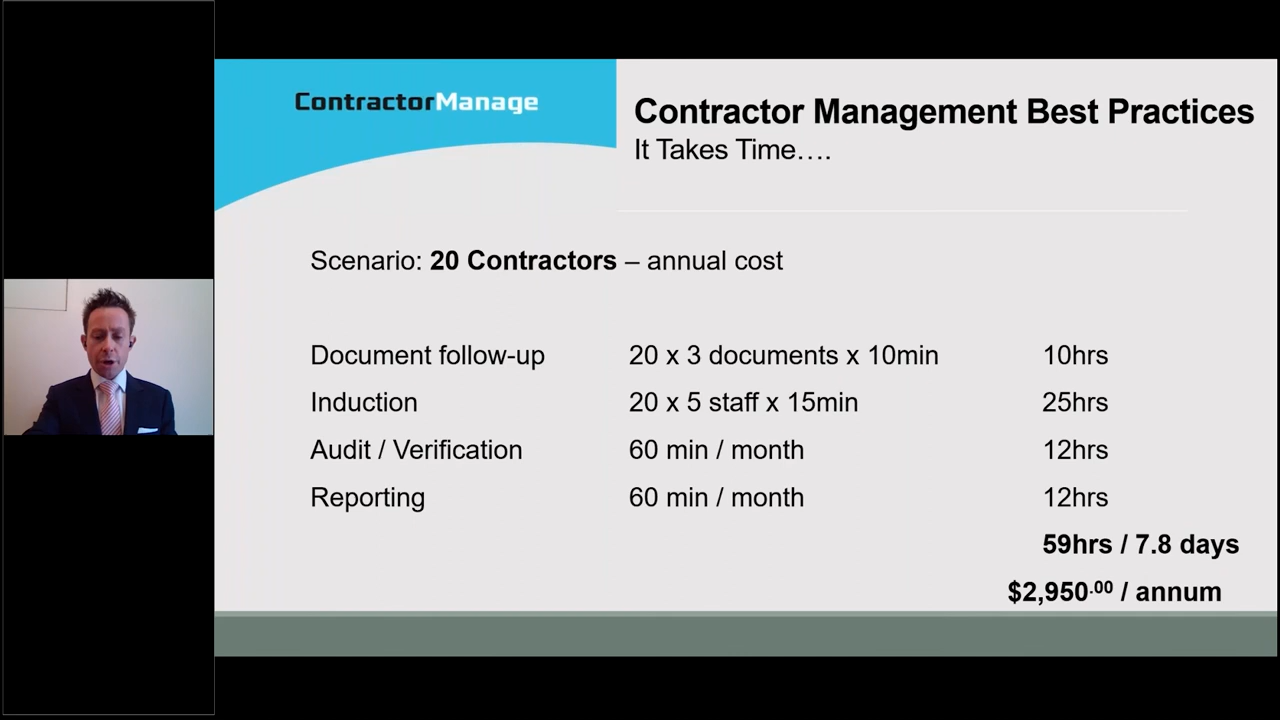 ContractorManage
Contractor Management Best Practices
It Takes Time….
Scenario: 20 Contractors – annual cost
Document follow-up 20 x 3 documents x 10min 10hrs
Induction 20 x 5 staff x 15min 25hrs
Audit / Verification 60 min / month 12hrs
Reporting 60 min / month 12hrs
59hrs / 7.8 days
$2,950.00 / annum